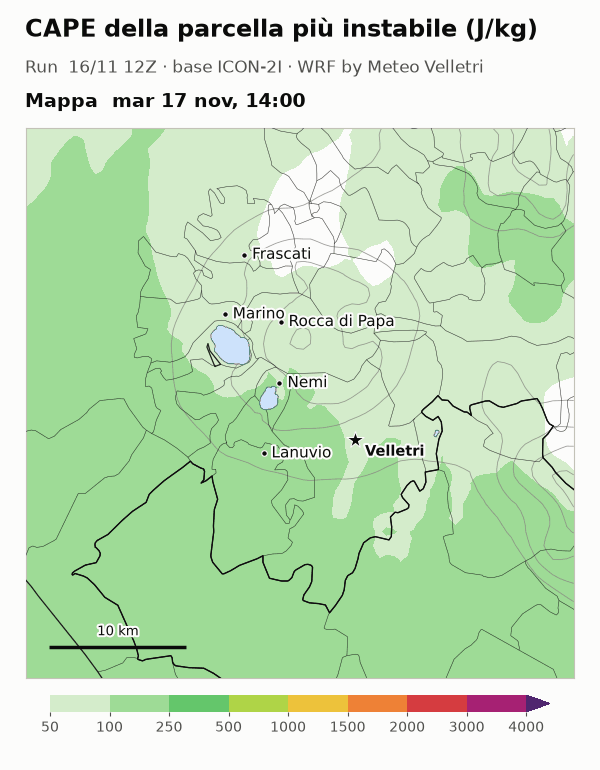 CAPE della parcella più instabile (J/kg)
Run  16/11 12Z · base ICON-2I · WRF by Meteo Velletri
Mappa  mar 17 nov, 14:00
Frascati
Marino
Rocca di Papa
Nemi
Velletri
Lanuvio
10 km
50 100 250 500 1000 1500 2000 3000 4000